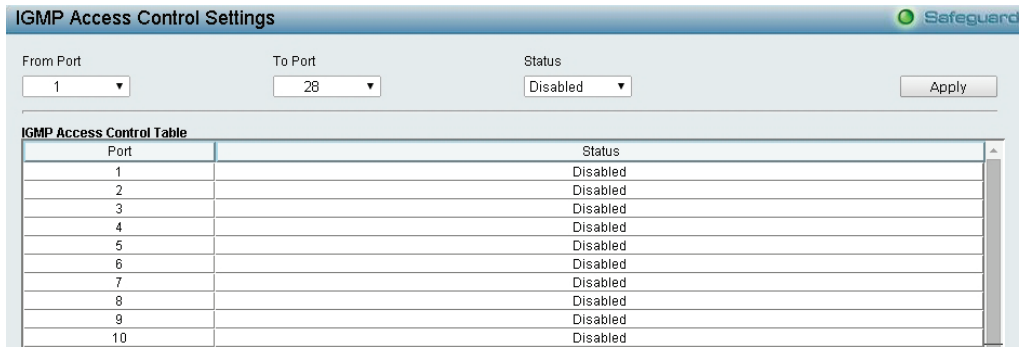 IGMP Access Control Settings
Safeguard
From Port To Port Status
1 28 Disabled Apply
IGMP Access Control Table
Port Status
1 Disabled
2 Disabled
3 Disabled
4 Disabled
5 Disabled
6 Disabled
7 Disabled
8 Disabled
9 Disabled
10 Disabled